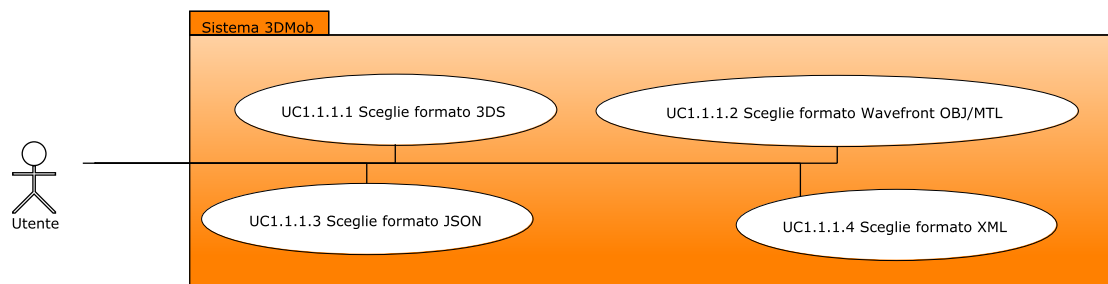 Sistema 3DMob
UC1.1.1.1 Sceglie formato 3DS
UC1.1.1.2 Sceglie formato Wavefront OBJ/MTL
Utente
UC1.1.1.3 Sceglie formato JSON
UC1.1.1.4 Sceglie formato XML